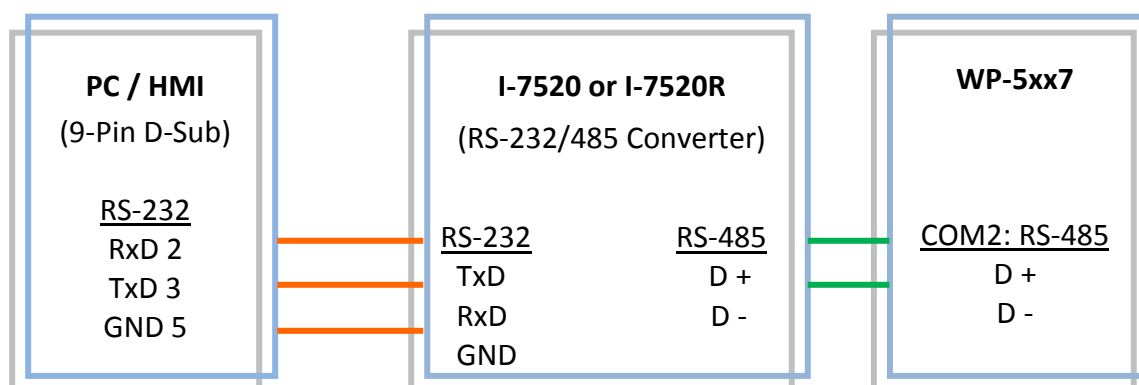 PC / HMI
(9-Pin D-Sub)
RS-232
RxD 2
TxD 3
GND 5
I-7520 or I-7520R
(RS-232/485 Converter)
RS-232
TxD
RxD
GND
RS-485
D +
D -
WP-5xx7
COM2: RS-485
D +
D -